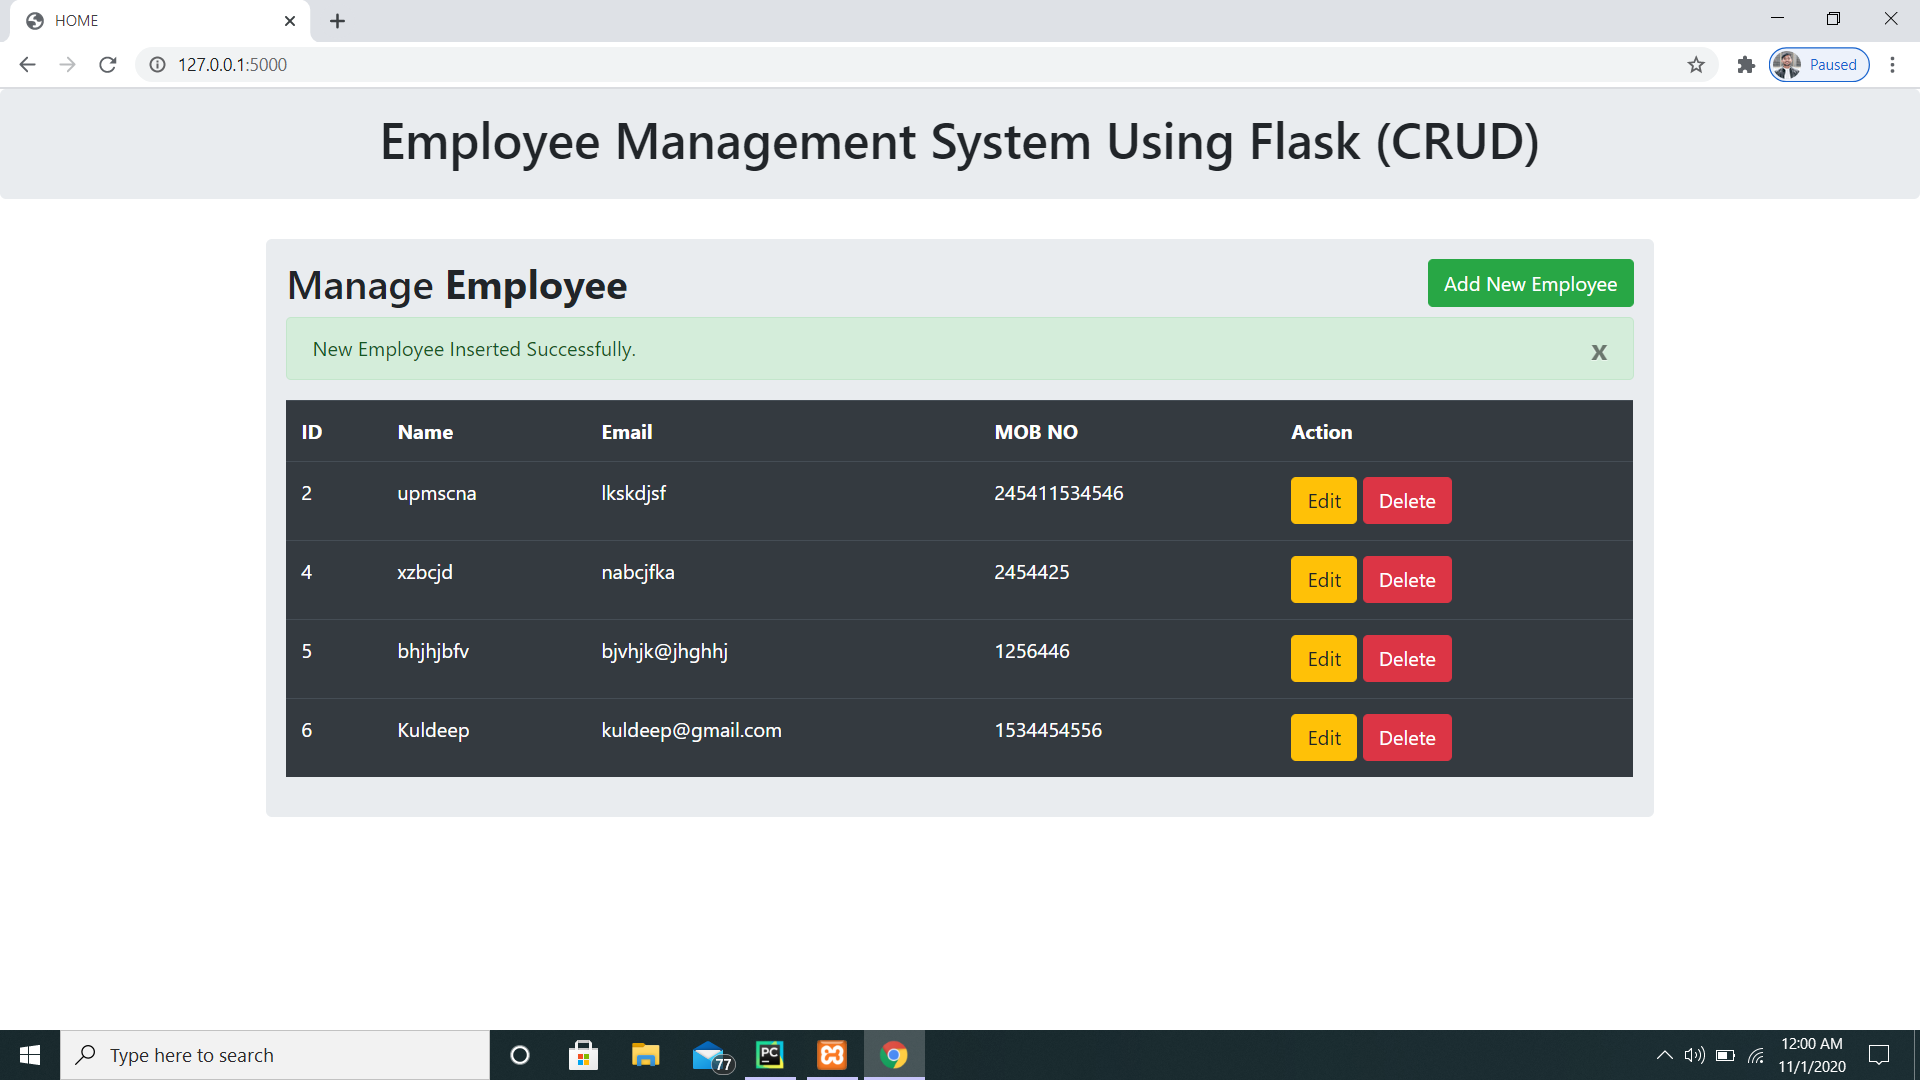 HOME
127.0.0.1:5000
Paused
Employee Management System Using Flask (CRUD)
Manage Employee
Add New Employee
New Employee Inserted Successfully.
x
ID Name Email MOB NO Action
2 upmscna lkskdjsf 245411534546 Edit Delete
4 xzbcjd nabcjfka 2454425 Edit Delete
5 bhjhjbfv bjvhjk@jhghhj 1256446 Edit Delete
6 Kuldeep kuldeep@gmail.com 1534454556 Edit Delete
Type here to search
77
PC
12:00 AM
11/1/2020